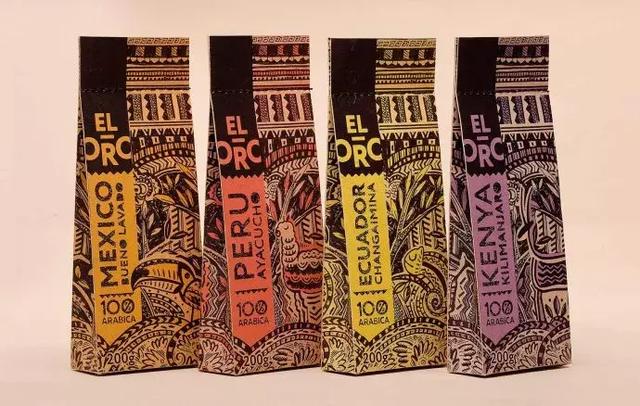 EL
ORO
MEXICO
BUENO LAVADO
100%
ARABICA
200g
EL
ORO
PERU
AYACUCHO
100%
ARABICA
200g
EL
ORO
ECUADOR
CHANGAIMINA
100%
ARABICA
200g
EL
ORO
KENYA
KILIMANJARO
100%
ARABICA
200g